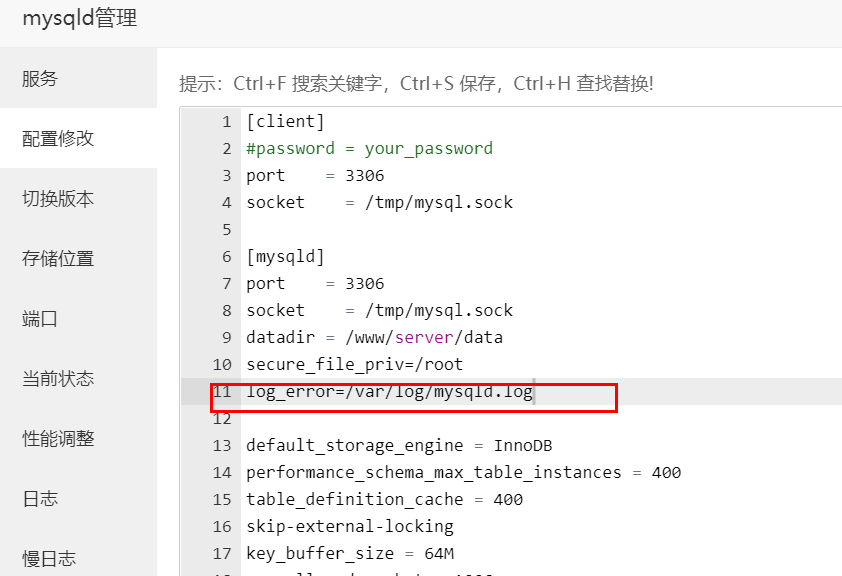 mysqld管理
服务
配置修改
切换版本
存储位置
端口
当前状态
性能调整
日志
慢日志
提示：Ctrl+F 搜索关键字，Ctrl+S 保存，Ctrl+H 查找替换!
1 [client]
2 #password = your_password
3 port    = 3306
4 socket    = /tmp/mysql.sock
5
6 [mysqld]
7 port    = 3306
8 socket    = /tmp/mysql.sock
9 datadir = /www/server/data
10 secure_file_priv=/root
11 log_error=/var/log/mysqld.log
12
13 default_storage_engine = InnoDB
14 performance_schema_max_table_instances = 400
15 table_definition_cache = 400
16 skip-external-locking
17 key_buffer_size = 64M